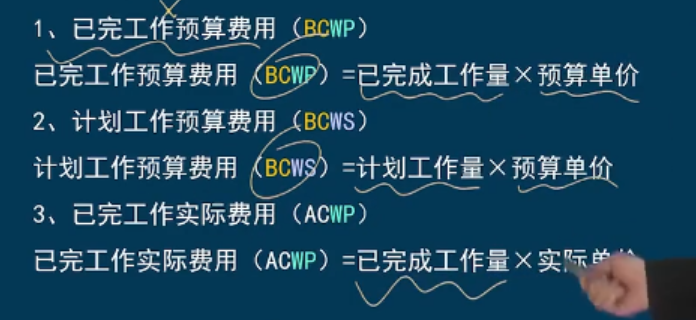 1、已完工作预算费用（BCWP）
已完工作预算费用（BCWP）=已完成工作量×预算单价
2、计划工作预算费用（BCWS）
计划工作预算费用（BCWS）=计划工作量×预算单价
3、已完工作实际费用（ACWP）
已完工作实际费用（ACWP）=已完成工作量×实际单价